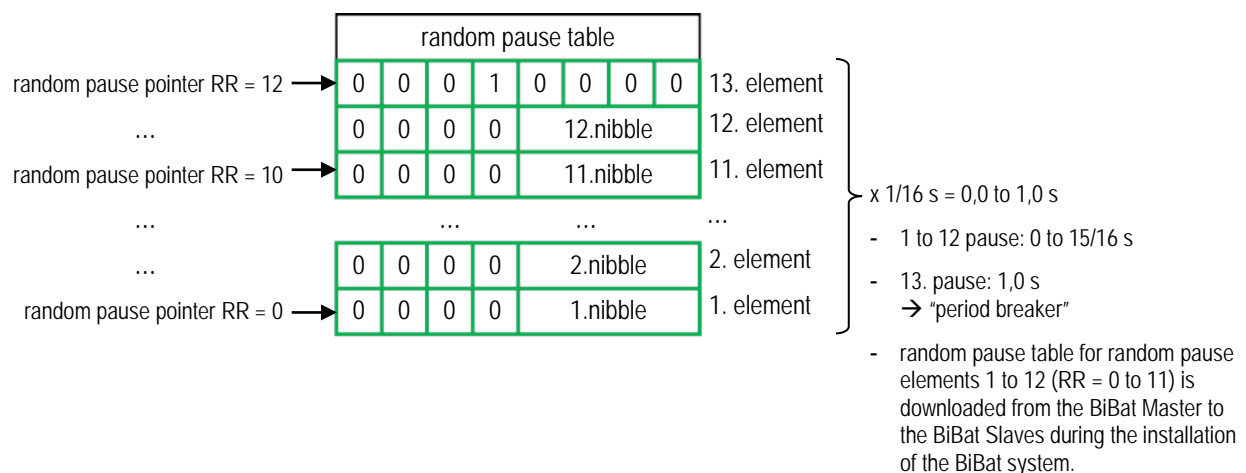 random pause table
random pause pointer RR = 12 0 0 0 1 0 0 0 0 13. element
... 0 0 0 0 12.nibble 12. element
random pause pointer RR = 10 0 0 0 0 11.nibble 11. element
... ... ... ...
... 0 0 0 0 2.nibble 2. element
random pause pointer RR = 0 0 0 0 0 1.nibble 1. element
x 1/16 s = 0,0 to 1,0 s
- 1 to 12 pause: 0 to 15/16 s
- 13. pause: 1,0 s
→ “period breaker”
- random pause table for random pause
elements 1 to 12 (RR = 0 to 11) is
downloaded from the BiBat Master to
the BiBat Slaves during the installation
of the BiBat system.